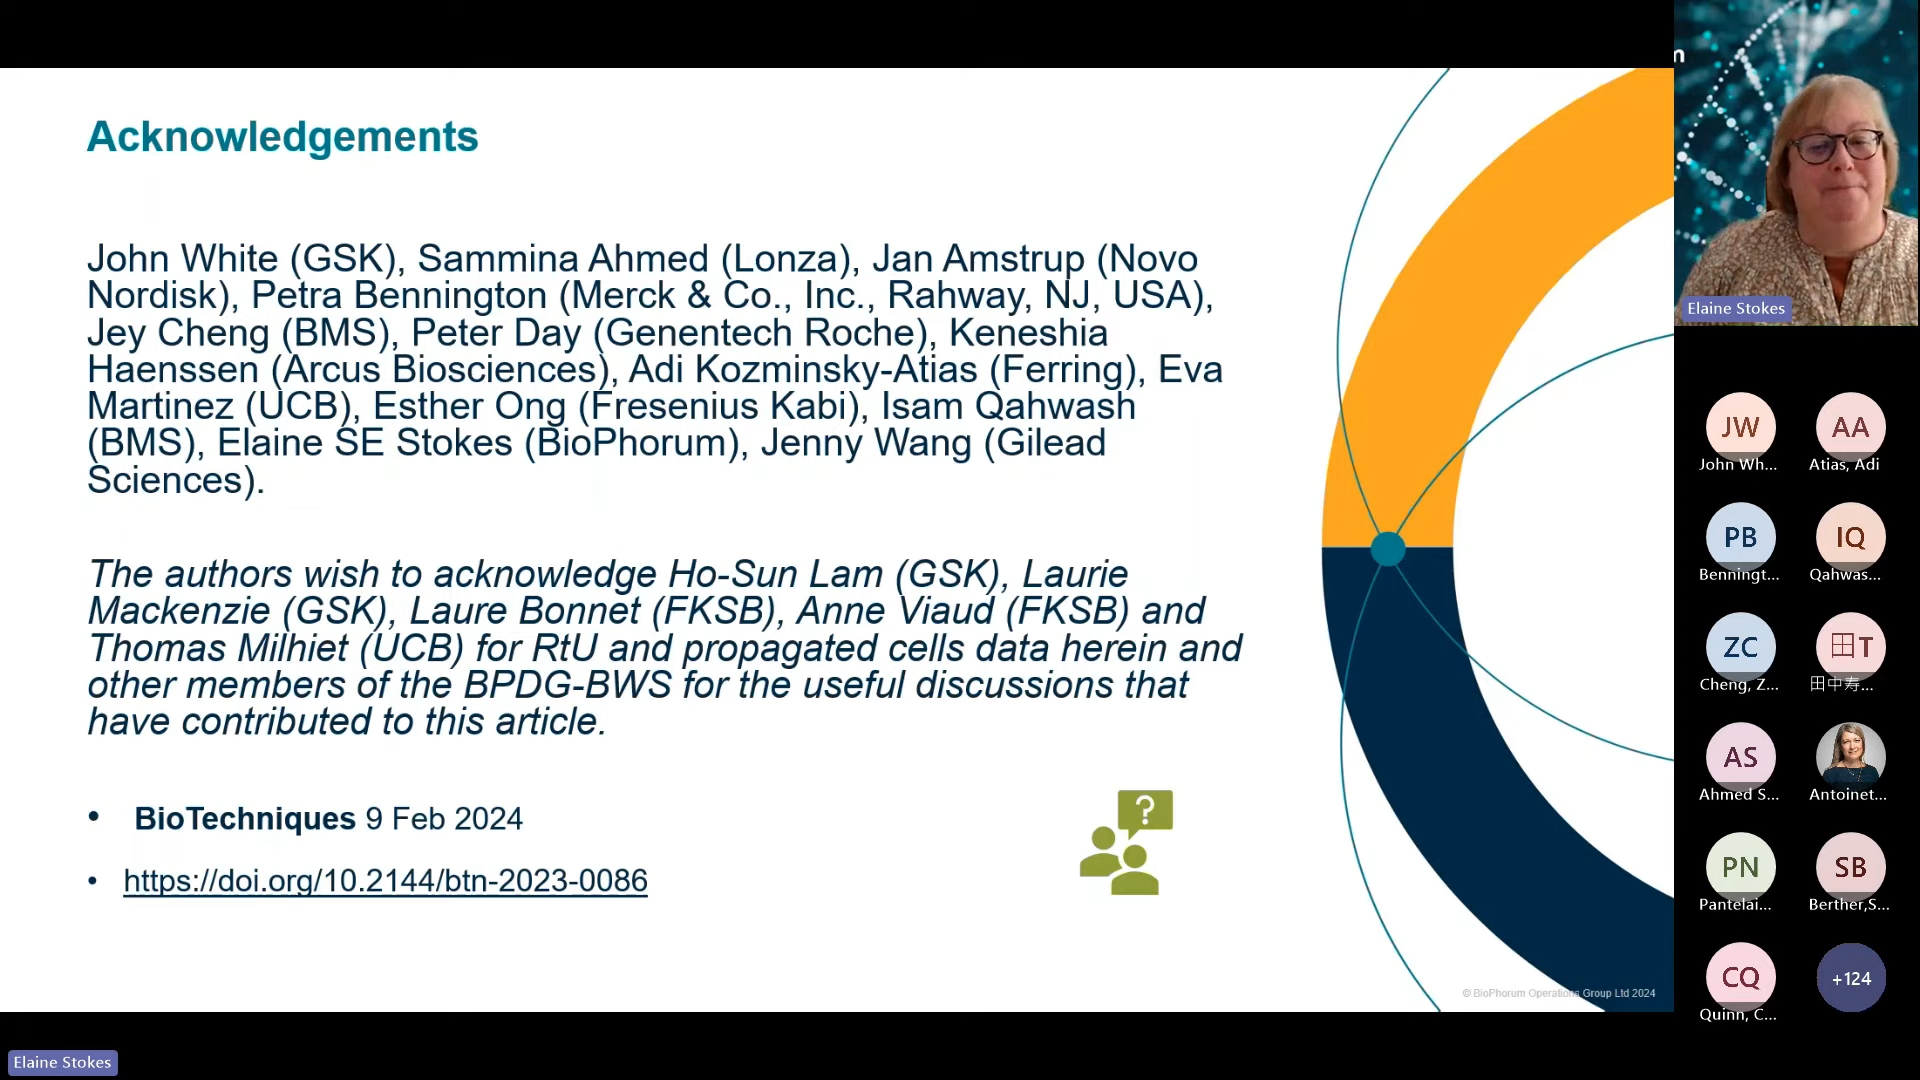 Acknowledgements
John White (GSK), Sammina Ahmed (Lonza), Jan Amstrup (Novo
Nordisk), Petra Bennington (Merck & Co., Inc., Rahway, NJ, USA),
Jey Cheng (BMS), Peter Day (Genentech Roche), Keneshia
Haenssen (Arcus Biosciences), Adi Kozminsky-Atias (Ferring), Eva
Martinez (UCB), Esther Ong (Fresenius Kabi), Isam Qahwash
(BMS), Elaine SE Stokes (BioPhorum), Jenny Wang (Gilead
Sciences).
The authors wish to acknowledge Ho-Sun Lam (GSK), Laurie
Mackenzie (GSK), Laure Bonnet (FKSB), Anne Viaud (FKSB) and
Thomas Milhiet (UCB) for RtU and propagated cells data herein and
other members of the BPDG-BWS for the useful discussions that
have contributed to this article.
• BioTechniques 9 Feb 2024
• https://doi.org/10.2144/btn-2023-0086
?
© BioPhorum Operations Group Ltd 2024
n
Elaine Stokes
JW
John Wh...
AA
Atias, Adi
PB
Benningt...
IQ
Qahwas...
ZC
Cheng, Z...
田T
田中寿...
AS
Ahmed S...
Antoinet...
PN
Pantelai...
SB
Berther,S...
CQ
Quinn, C...
+124
Elaine Stokes